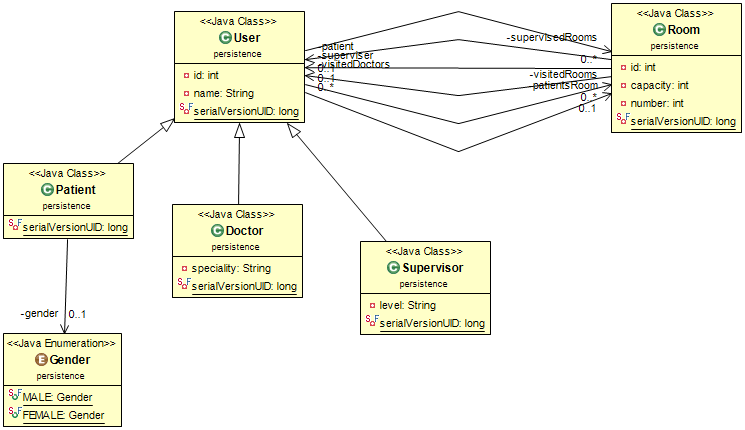 <<Java Class>>
User
persistence
id: int
name: String
serialVersionUID: long
-patient
-superviser
-visitedDoctors
0..1
0..1
0..*
-supervisedRooms
0..*
-visitedRooms
-patientsRoom
0..*
0..1
<<Java Class>>
Room
persistence
id: int
capacity: int
number: int
serialVersionUID: long
<<Java Class>>
Patient
persistence
serialVersionUID: long
<<Java Class>>
Doctor
persistence
speciality: String
serialVersionUID: long
<<Java Class>>
Supervisor
persistence
level: String
serialVersionUID: long
-gender
0..1
<<Java Enumeration>>
Gender
persistence
MALE: Gender
FEMALE: Gender